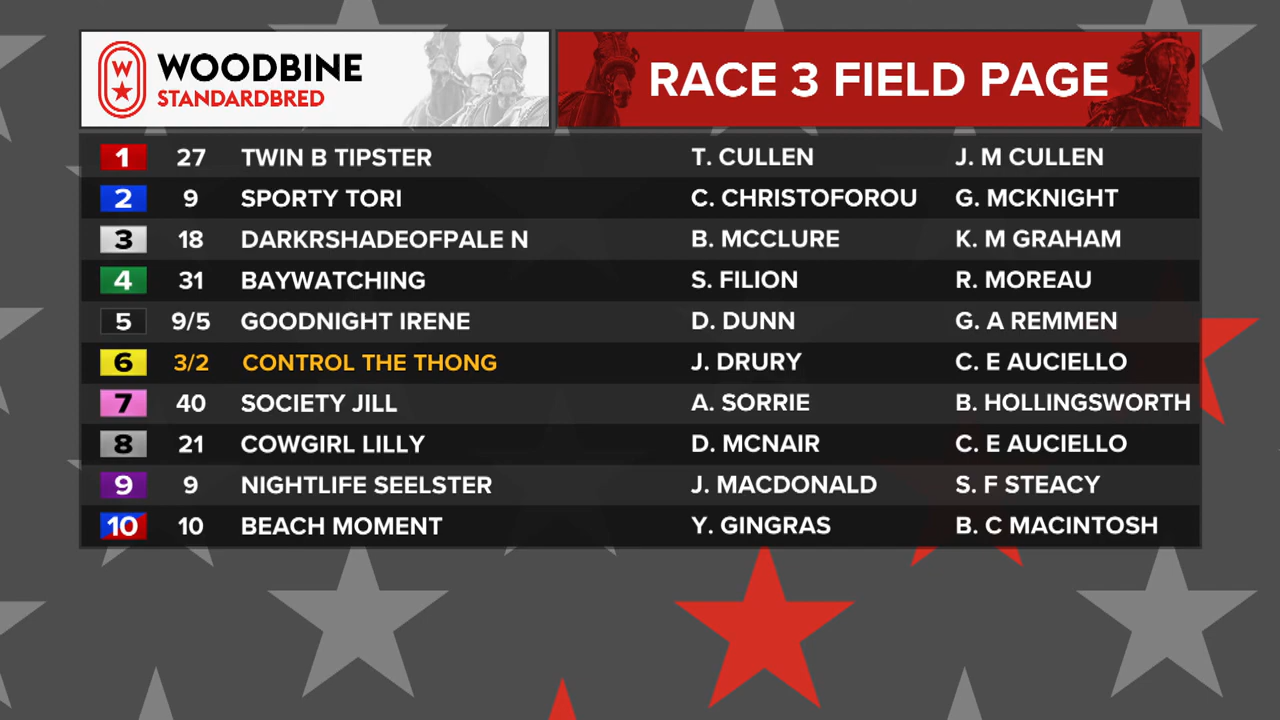 W WOODBINE
STANDARDBRED
RACE 3 FIELD PAGE
1 27 TWIN B TIPSTER T. CULLEN J. M CULLEN
2 9 SPORTY TORI C. CHRISTOFOROU G. MCKNIGHT
3 18 DARKRSHADEOFPALE N B. MCCLURE K. M GRAHAM
4 31 BAYWATCHING S. FILION R. MOREAU
5 9/5 GOODNIGHT IRENE D. DUNN G. A REMMEN
6 3/2 CONTROL THE THONG J. DRURY C. E AUCIELLO
7 40 SOCIETY JILL A. SORRIE B. HOLLINGSWORTH
8 21 COWGIRL LILLY D. MCNAIR C. E AUCIELLO
9 9 NIGHTLIFE SEELSTER J. MACDONALD S. F STEACY
10 10 BEACH MOMENT Y. GINGRAS B. C MACINTOSH